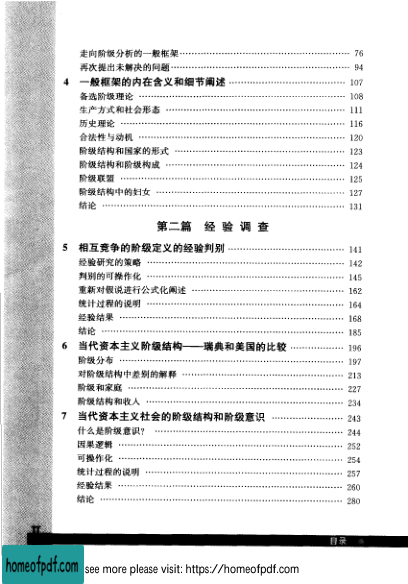 走向阶级分析的一般框架 76
再次提出未解决的问题 94
4 一般框架的内在含义和细节阐述 107
备选阶级理论 108
生产方式和社会形态 111
历史理论 116
合法性与动机 120
阶级结构和国家的形式 123
阶级结构和阶级构成 124
阶级联盟 125
阶级结构中的妇女 127
结论 131
第二篇 经验调查
5 相互竞争的阶级定义的经验判别 141
经验研究的策略 142
判别的可操作化 145
重新对假说进行公式化阐述 162
统计过程的说明 164
经验结果 168
结论 185
6 当代资本主义阶级结构——瑞典和美国的比较 196
阶级分布 197
对阶级结构中差别的解释 213
阶级和家庭 227
阶级结构和收入 234
7 当代资本主义社会的阶级结构和阶级意识 243
什么是阶级意识? 244
因果逻辑 252
可操作化 254
统计过程的说明 257
经验结果 260
结论 280
目录
homeofpdf.com
see more please visit: https://homeofpdf.com